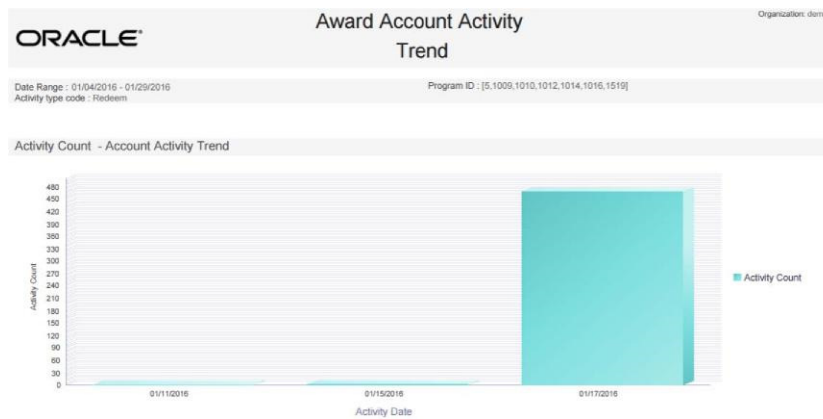 ORACLE®
Award Account Activity
Trend
Organization: dem
Date Range : 01/04/2016 - 01/29/2016
Program ID : [5,1009,1010,1012,1014,1016,1519]
Activity type code : Redeem
Activity Count - Account Activity Trend
480
450
420
390
360
330
300
270
240
210
180
150
120
90
60
30
0
Activity Count
Activity Count
01/11/2016
01/15/2016
01/17/2016
Activity Date